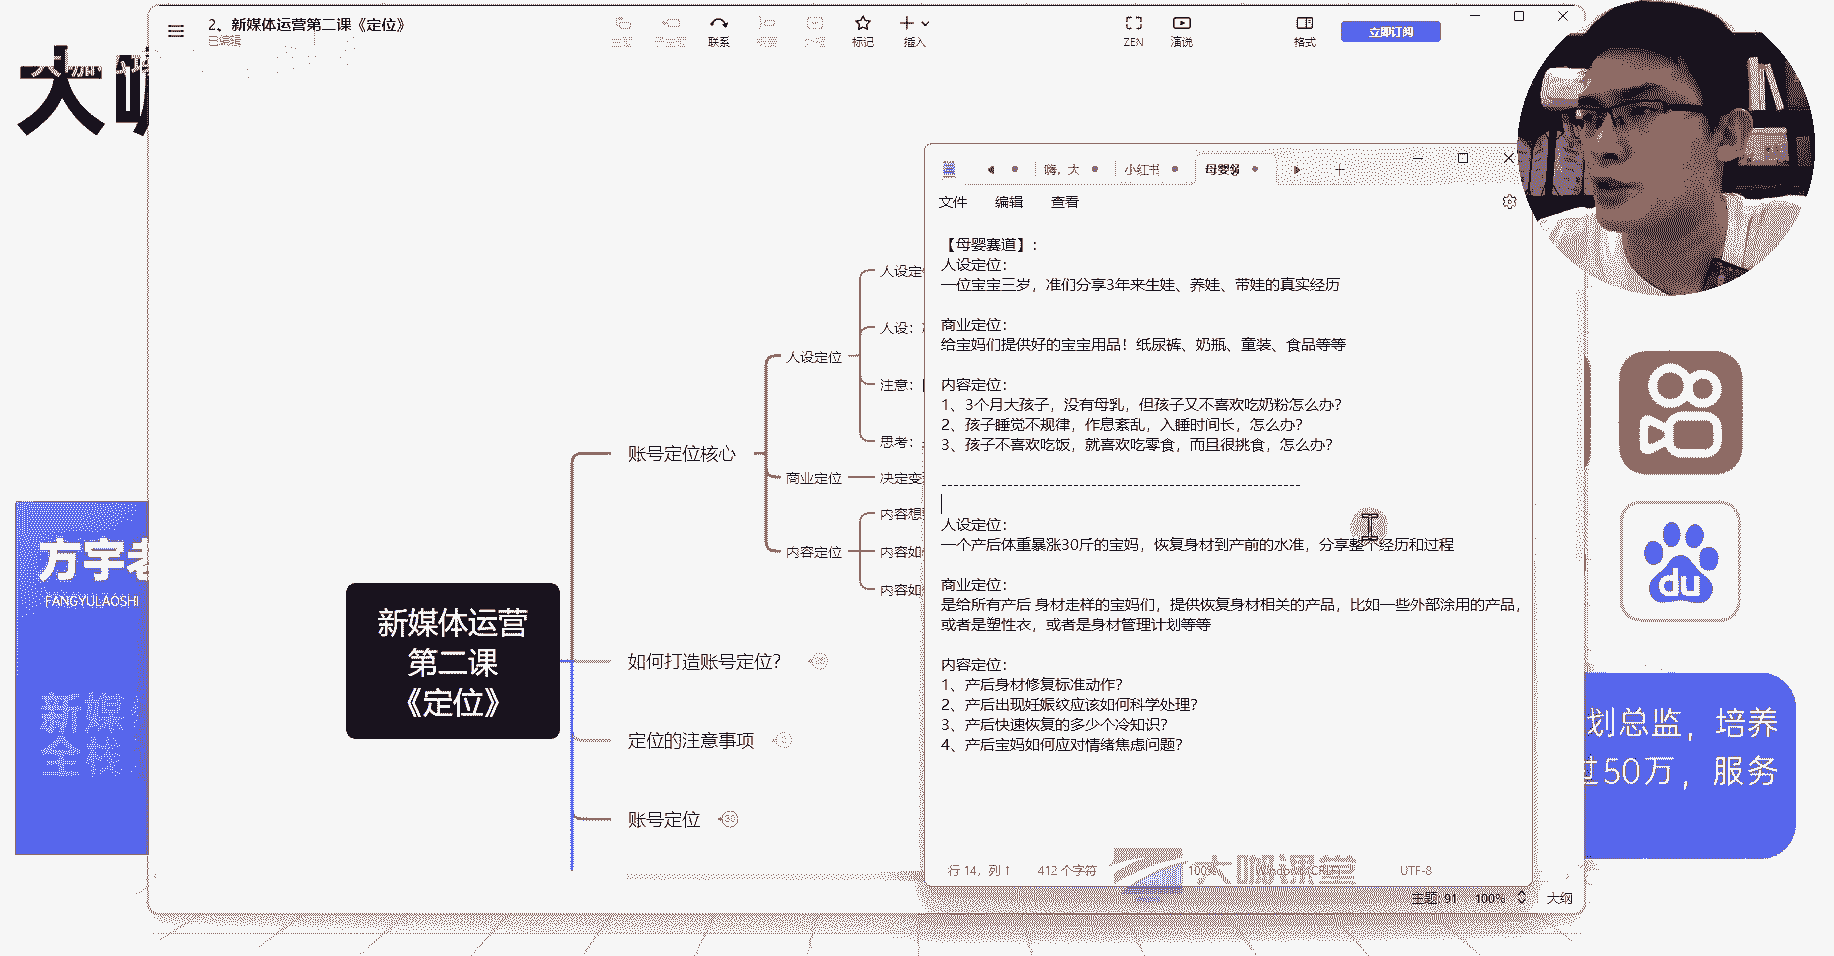 2、新媒体运营第二课《定位》
已编辑
联系
标记
插入
ZEN
演说
格式
立即订阅
大
方宇老
FANGYULAOSHI
新媒
全栈
新媒体运营
第二课
《定位》
账号定位核心
人设定位
人设定
人设:
注意:
思考:
商业定位
决定变
内容定位
内容想
内容如
内容如
如何打造账号定位?
定位的注意事项
账号定位
30
嗨,大
小红书
文件
编辑
查看
【母婴赛道】:
人设定位:
一位宝宝三岁,准们分享3年来生娃、养娃、带娃的真实经历
商业定位:
给宝妈们提供好的宝宝用品!纸尿裤、奶瓶、童装、食品等等
内容定位:
1、3个月大孩子,没有母乳,但孩子又不喜欢吃奶粉怎么办?
2、孩子睡觉不规律,作息紊乱,入睡时间长,怎么办?
3、孩子不喜欢吃饭,就喜欢吃零食,而且很挑食,怎么办?
------------------------------------------------------------
人设定位:
一个产后体重暴涨30斤的宝妈,恢复身材到产前的水准,分享整个经历和过程
商业定位:
是给所有产后 身材走样的宝妈们,提供恢复身材相关的产品,比如一些外部涂用的产品,
或者是塑性衣,或者是身材管理计划等等
内容定位:
1、产后身材修复标准动作?
2、产后出现妊娠纹应该如何科学处理?
3、产后快速恢复的多少个冷知识?
4、产后宝妈如何应对情绪焦虑问题?
行 14,列 1
412 个字符
100%
UTF-8
大咖课堂
主题: 91
100%
大纲
du
划总监,培养
过50万,服务